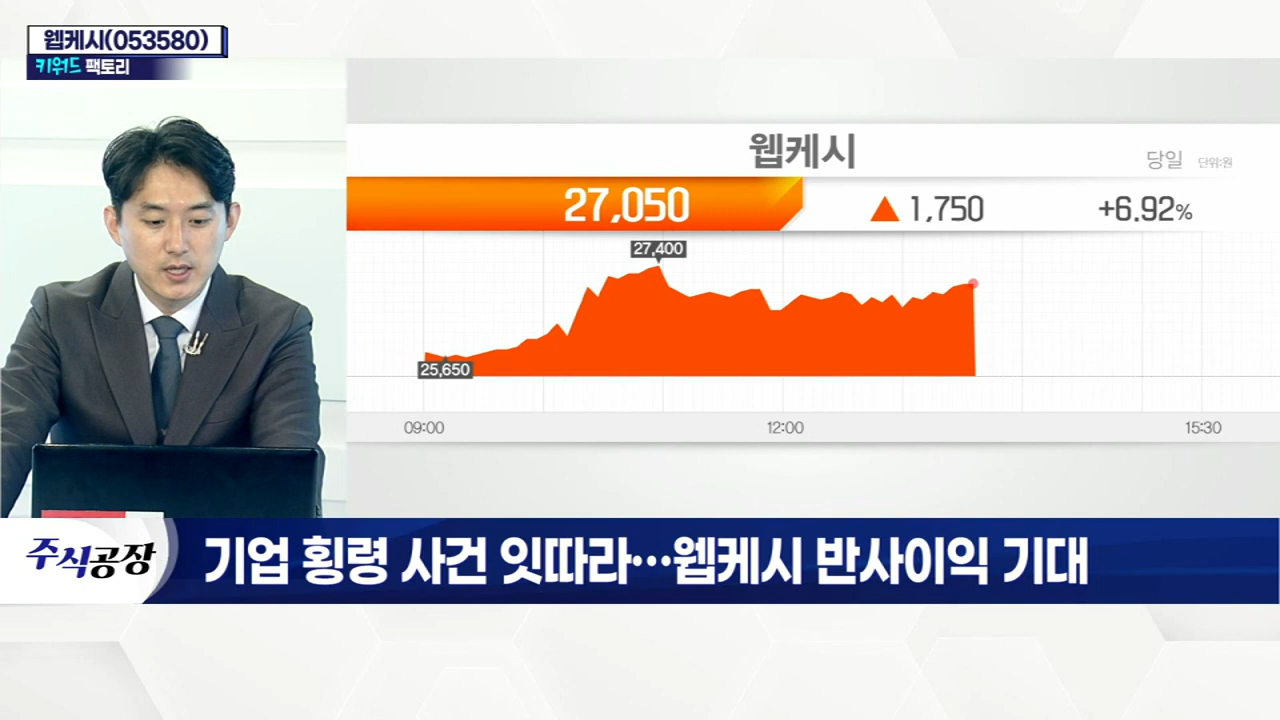 웹케시(053580)
키워드 팩토리
웹케시
당일 단위:원
27,050 ▲ 1,750 +6.92%
27,400
25,650
09:00 12:00 15:30
주식공장
기업 횡령 사건 잇따라…웹케시 반사이익 기대